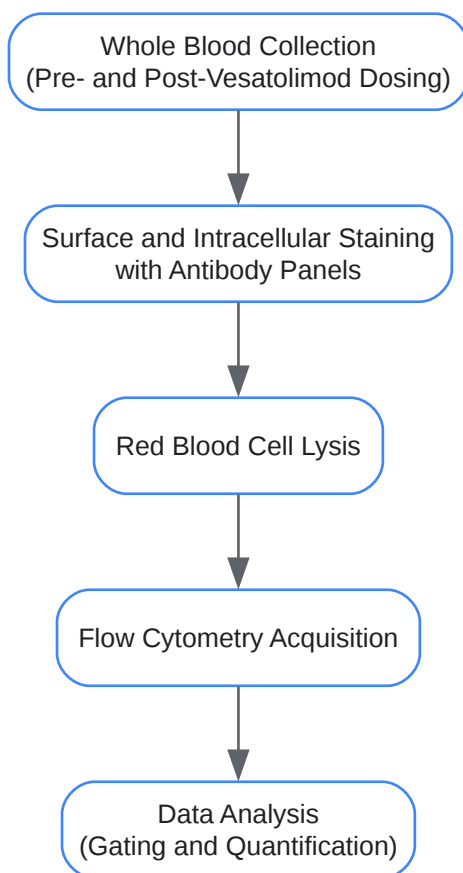 Whole Blood Collection
(Pre- and Post-Vesatolimod Dosing)
Surface and Intracellular Staining
with Antibody Panels
Red Blood Cell Lysis
Flow Cytometry Acquisition
Data Analysis
(Gating and Quantification)